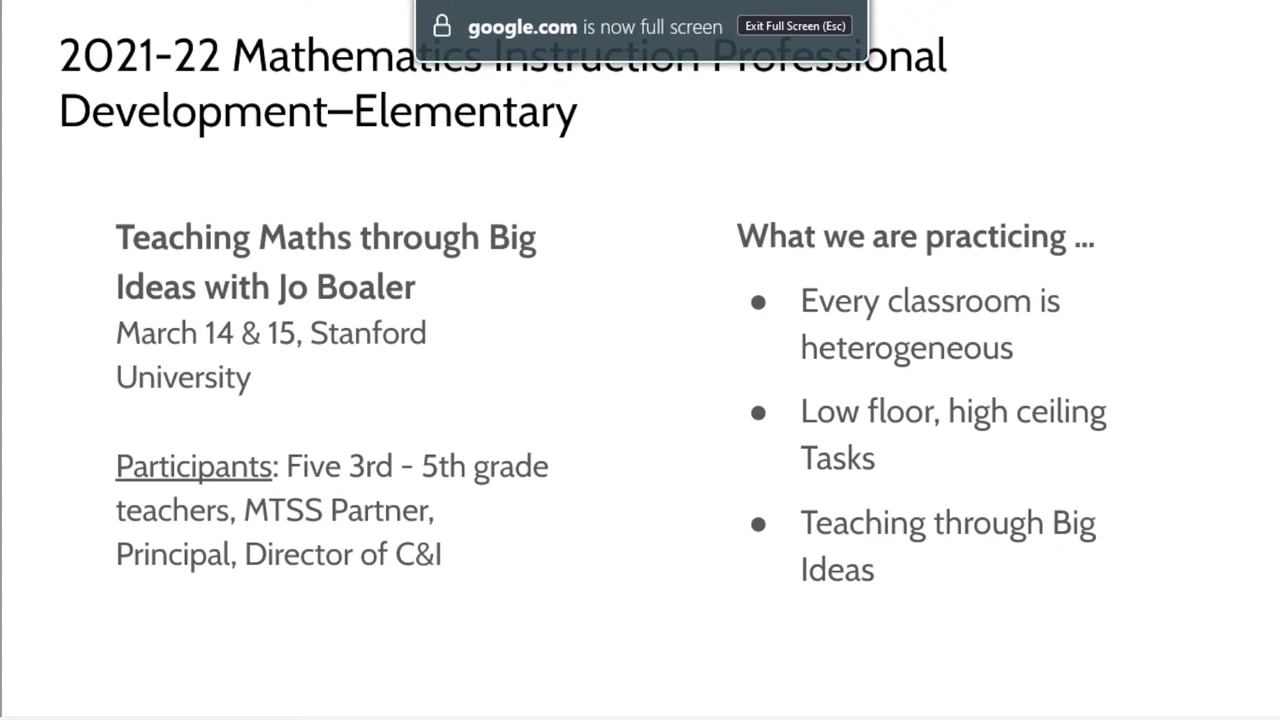 google.com is now full screen Exit Full Screen (Esc)
2021-22 Mathematics Instruction Professional
Development–Elementary
Teaching Maths through Big
Ideas with Jo Boaler
March 14 & 15, Stanford
University
Participants: Five 3rd - 5th grade
teachers, MTSS Partner,
Principal, Director of C&I
What we are practicing ...
● Every classroom is
heterogeneous
● Low floor, high ceiling
Tasks
● Teaching through Big
Ideas